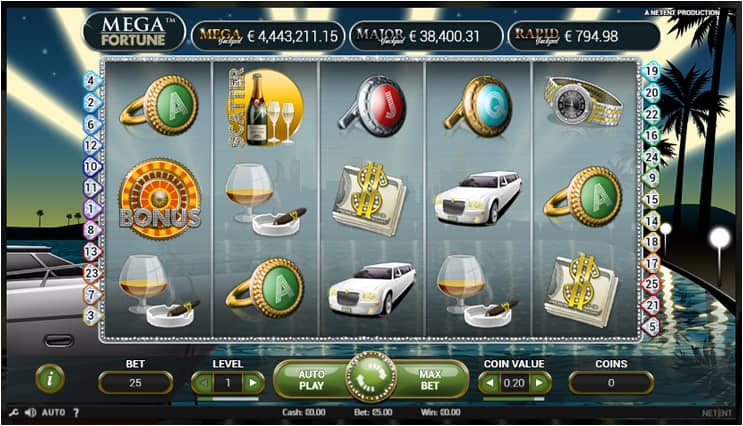 A NETENT PRODUCTION
MEGA™ FORTUNE
MEGA Jackpot € 4,443,211.15
MAJOR Jackpot € 38,400.31
RAPID Jackpot € 794.98
4
2
6
12
10
11
1
8
13
23
7
3
A
SCATTER
J
Q
BONUS
A
A
19
20
22
16
24
9
15
14
18
17
25
21
5
BET
25
LEVEL
1
AUTO PLAY
MAX BET
COIN VALUE
0.20
COINS
0
i
AUTO ?
Cash: €0.00 Bet: €5.00 Win: €0.00
NETENT